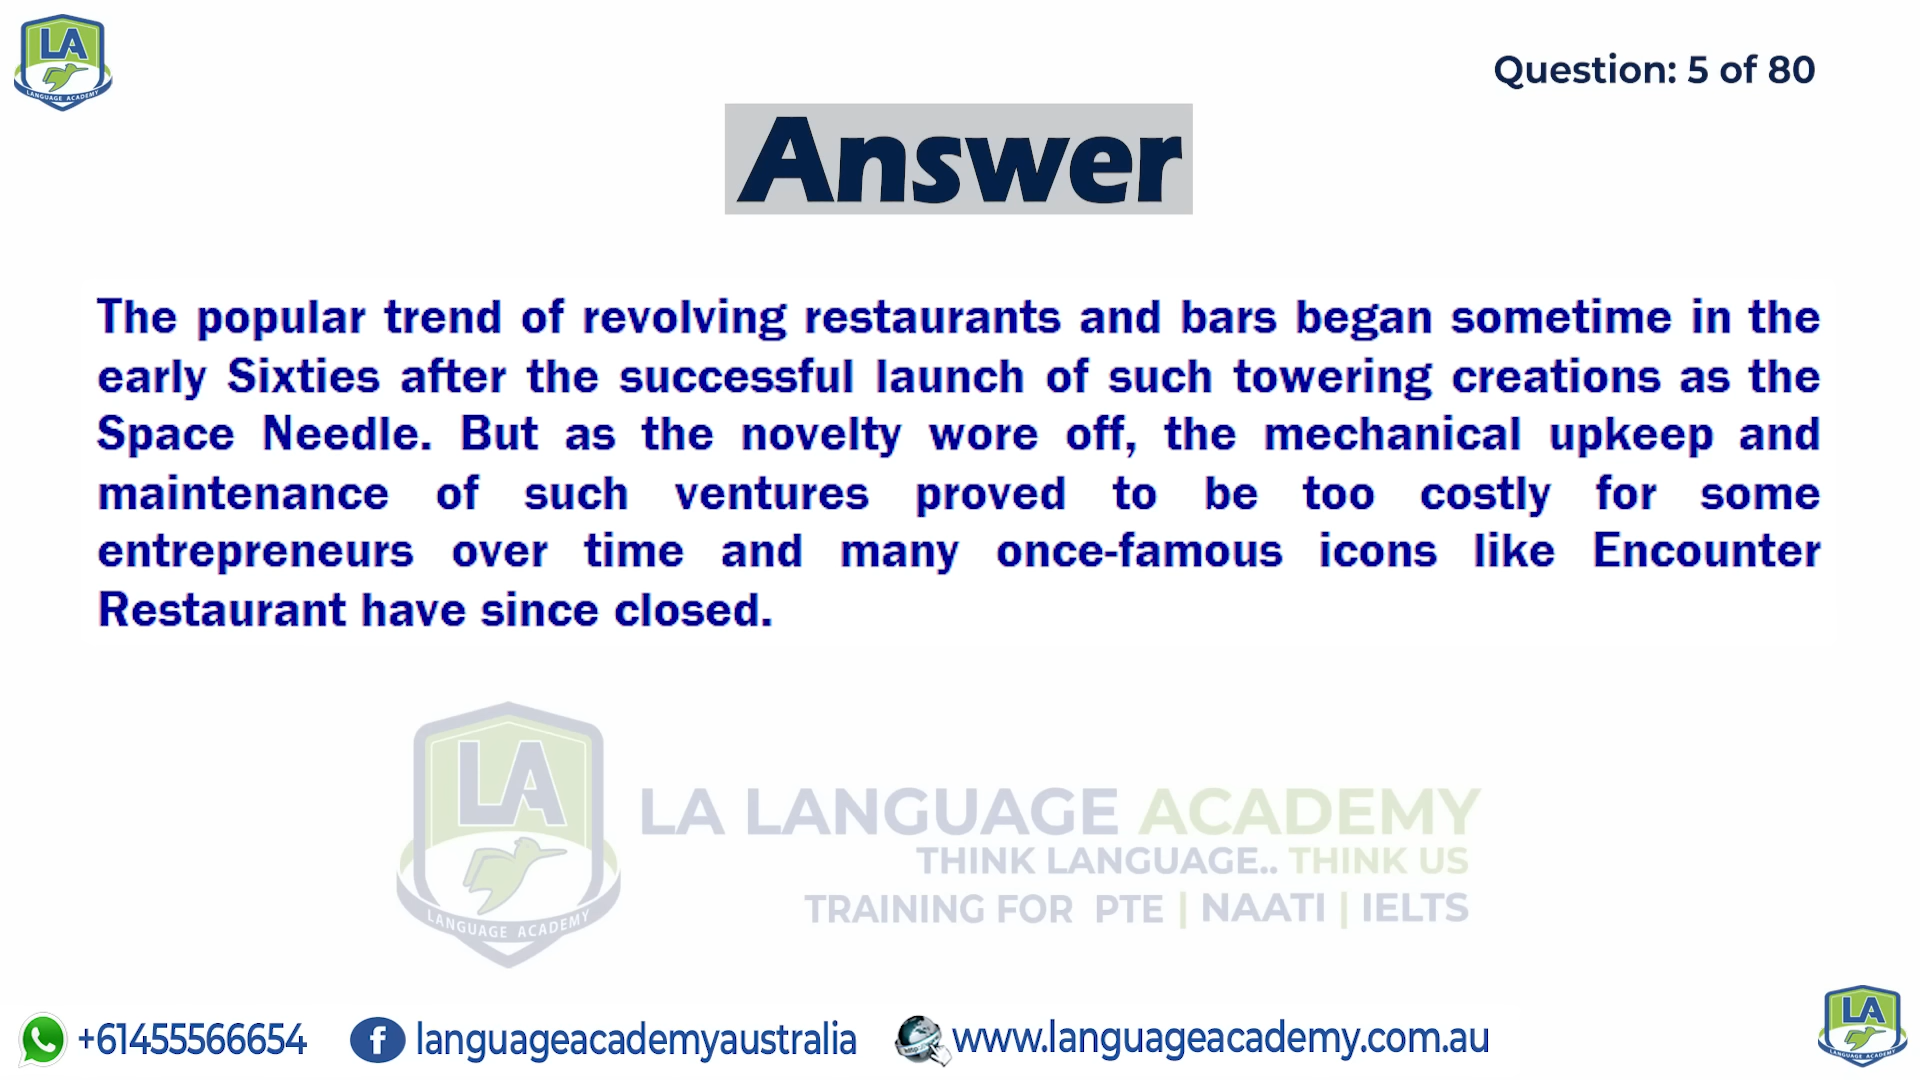 LA
LANGUAGE ACADEMY
Question: 5 of 80
Answer
The popular trend of revolving restaurants and bars began sometime in the
early Sixties after the successful launch of such towering creations as the
Space Needle. But as the novelty wore off, the mechanical upkeep and
maintenance of such ventures proved to be too costly for some
entrepreneurs over time and many once-famous icons like Encounter
Restaurant have since closed.
LA
LANGUAGE ACADEMY
LA LANGUAGE ACADEMY
THINK LANGUAGE.. THINK US
TRAINING FOR PTE | NAATI | IELTS
+61455566654
f languageacademyaustralia
www.languageacademy.com.au
LA
LANGUAGE ACADEMY